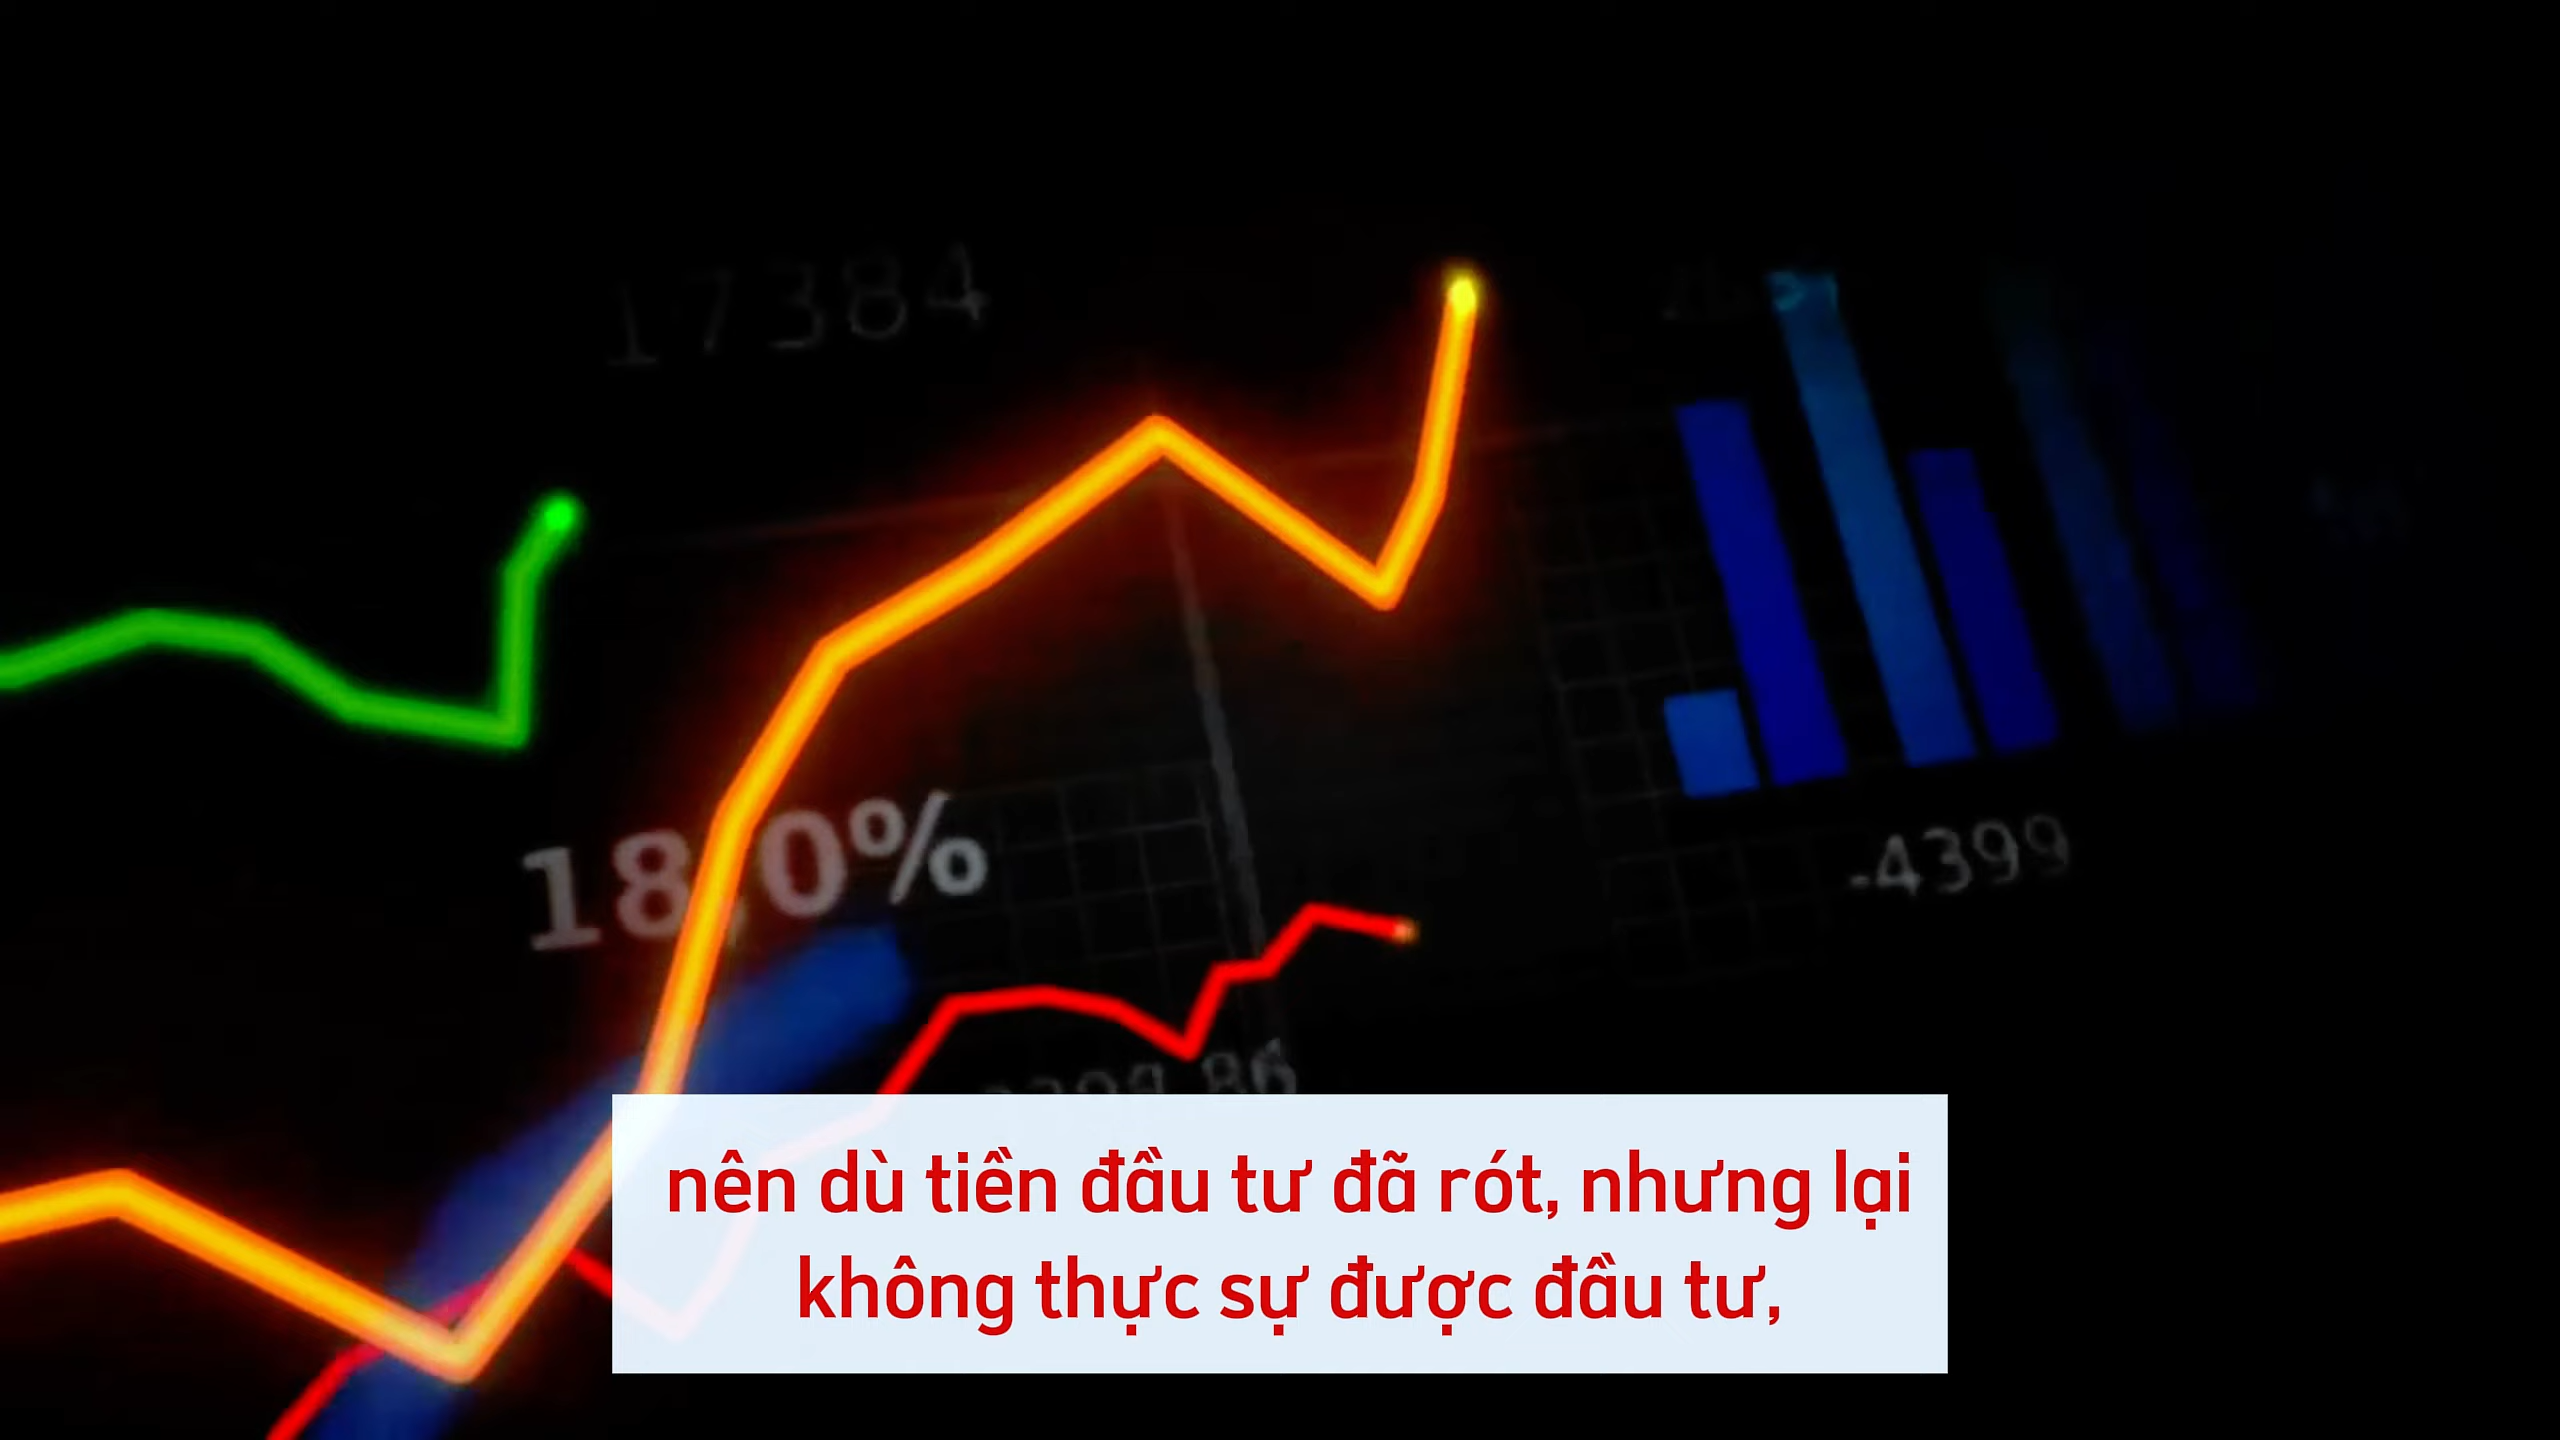 17384
18.0%
-4399
nên dù tiền đầu tư đã rót, nhưng lại
không thực sự được đầu tư,